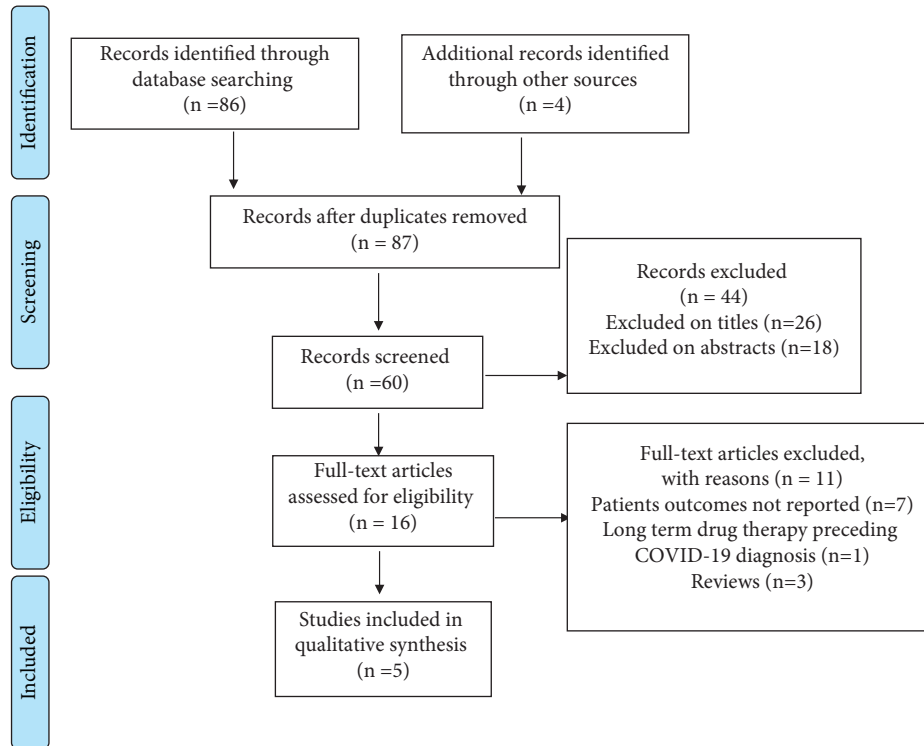 Identification
Records identified through
database searching
(n =86)
Additional records identified
through other sources
(n =4)
Screening
Records after duplicates removed
(n = 87)
Records excluded
(n = 44)
Excluded on titles (n=26)
Excluded on abstracts (n=18)
Records screened
(n =60)
Eligibility
Full-text articles
assessed for eligibility
(n = 16)
Full-text articles excluded,
with reasons (n = 11)
Patients outcomes not reported (n=7)
Long term drug therapy preceding
COVID-19 diagnosis (n=1)
Reviews (n=3)
Included
Studies included in
qualitative synthesis
(n =5)